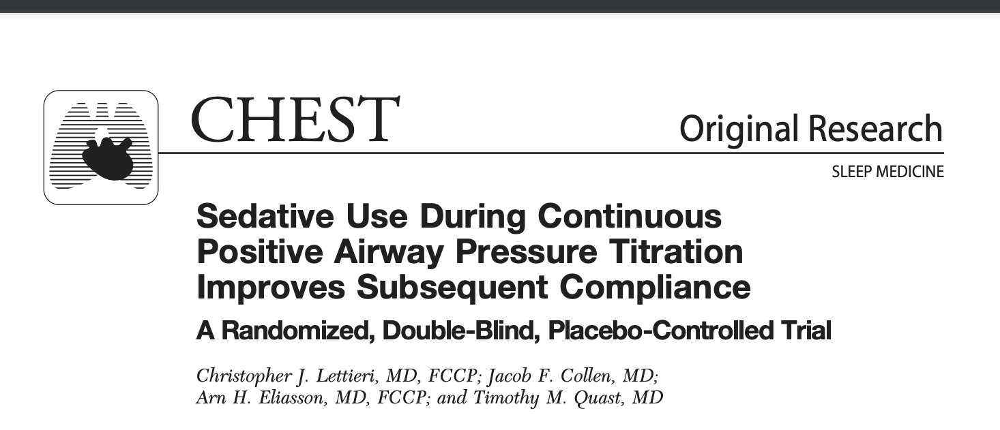 CHEST
Original Research
SLEEP MEDICINE
Sedative Use During Continuous
Positive Airway Pressure Titration
Improves Subsequent Compliance
A Randomized, Double-Blind, Placebo-Controlled Trial
Christopher J. Lettieri, MD, FCCP; Jacob F. Collen, MD;
Arn H. Eliasson, MD, FCCP; and Timothy M. Quast, MD